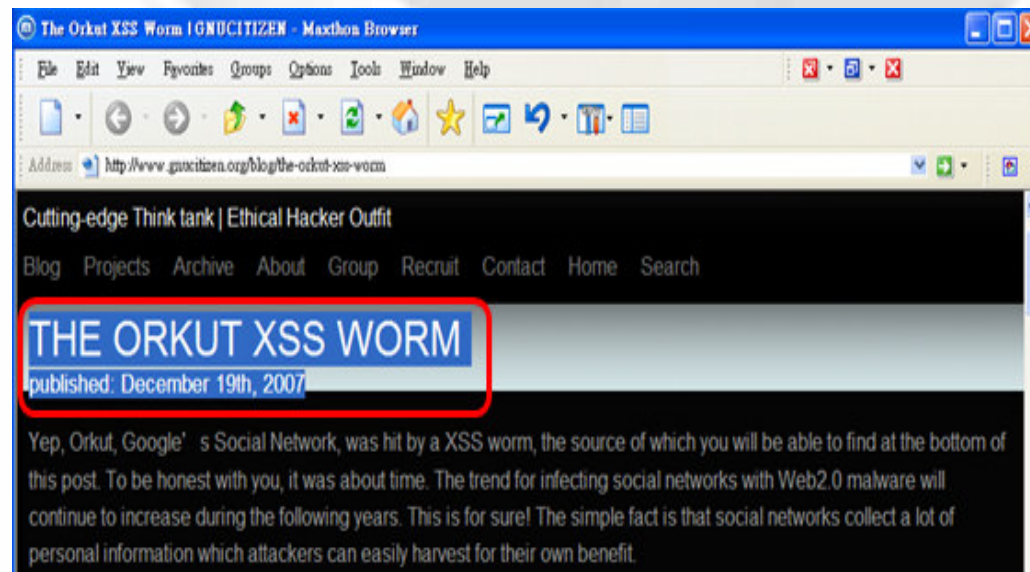 The Orkut XSS Worm | GNUCITIZEN - Maxthon Browser
File Edit View Favorites Groups Options Tools Window Help
Address http://www.gnucitizen.org/blog/the-orkut-xss-worm
Cutting-edge Think tank | Ethical Hacker Outfit
Blog Projects Archive About Group Recruit Contact Home Search
THE ORKUT XSS WORM
published: December 19th, 2007
Yep, Orkut, Google’ s Social Network, was hit by a XSS worm, the source of which you will be able to find at the bottom of
this post. To be honest with you, it was about time. The trend for infecting social networks with Web2.0 malware will
continue to increase during the following years. This is for sure! The simple fact is that social networks collect a lot of
personal information which attackers can easily harvest for their own benefit.